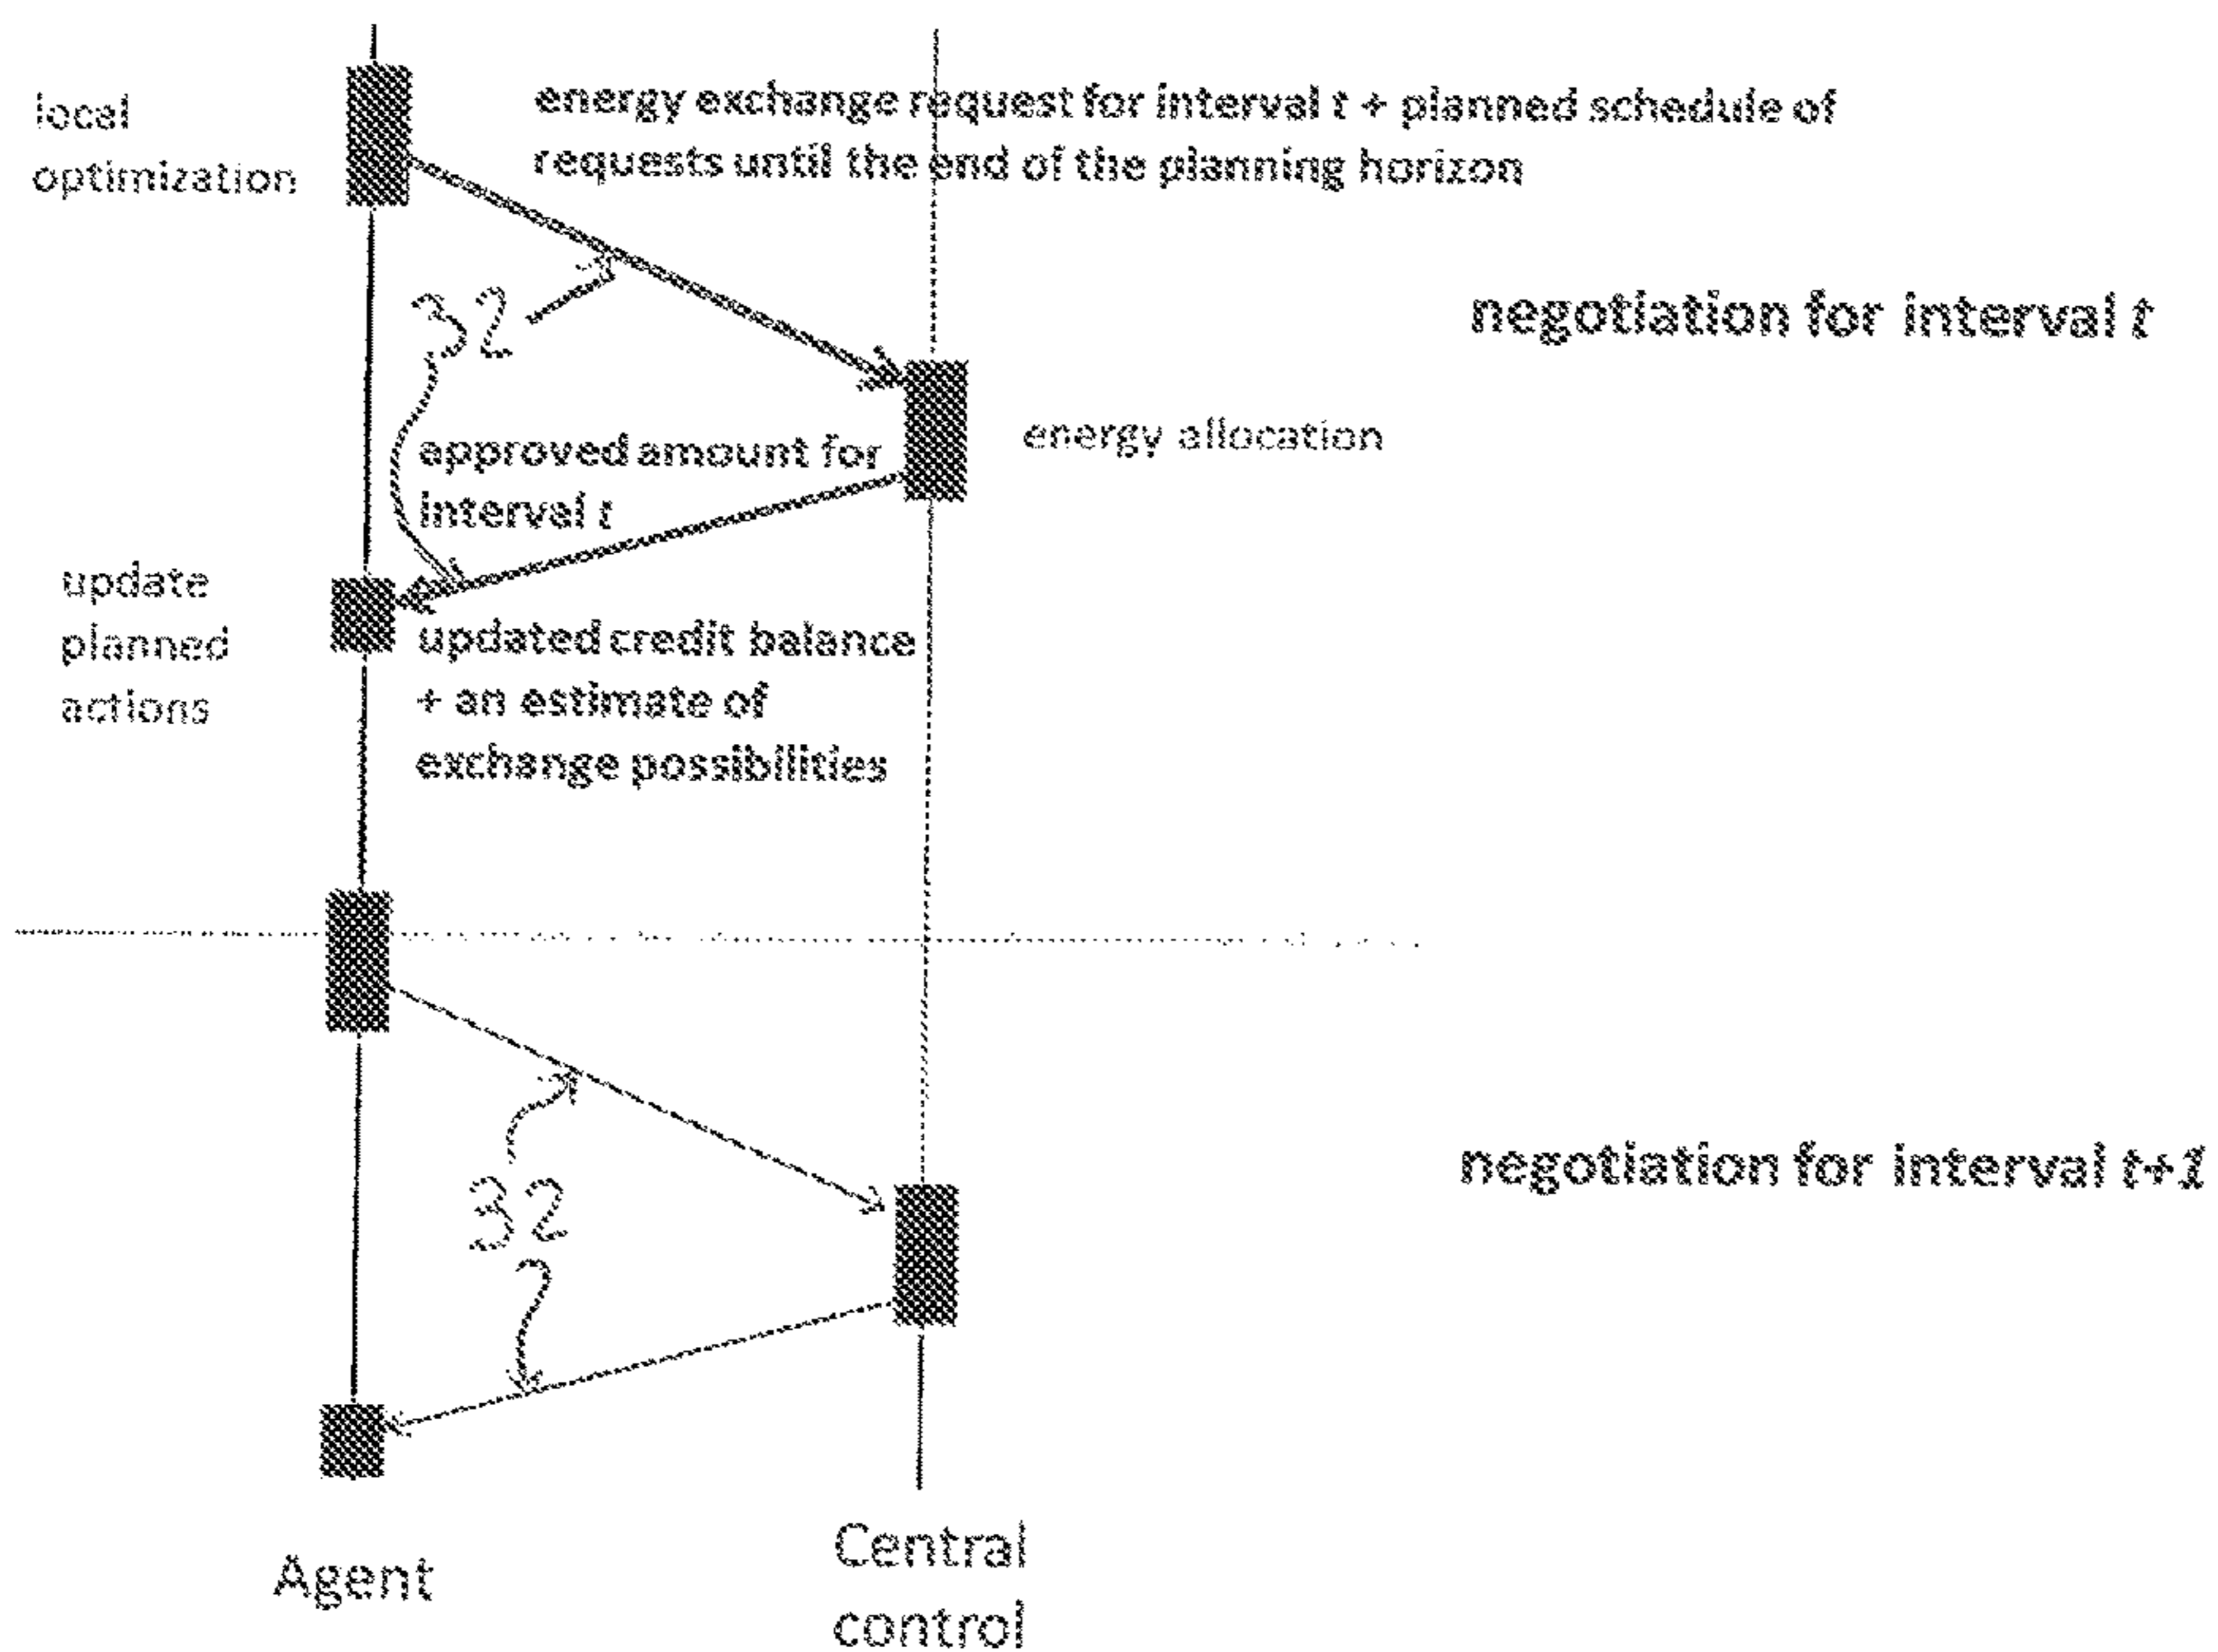 local
optimization
energy exchange request for interval t + planned schedule of
requests until the end of the planning horizon
32
negotiation for interval t
energy allocation
approved amount for
interval t
update
planned
actions
updated credit balance
+ an estimate of
exchange possibilities
32
negotiation for interval t+1
Agent
Central
control